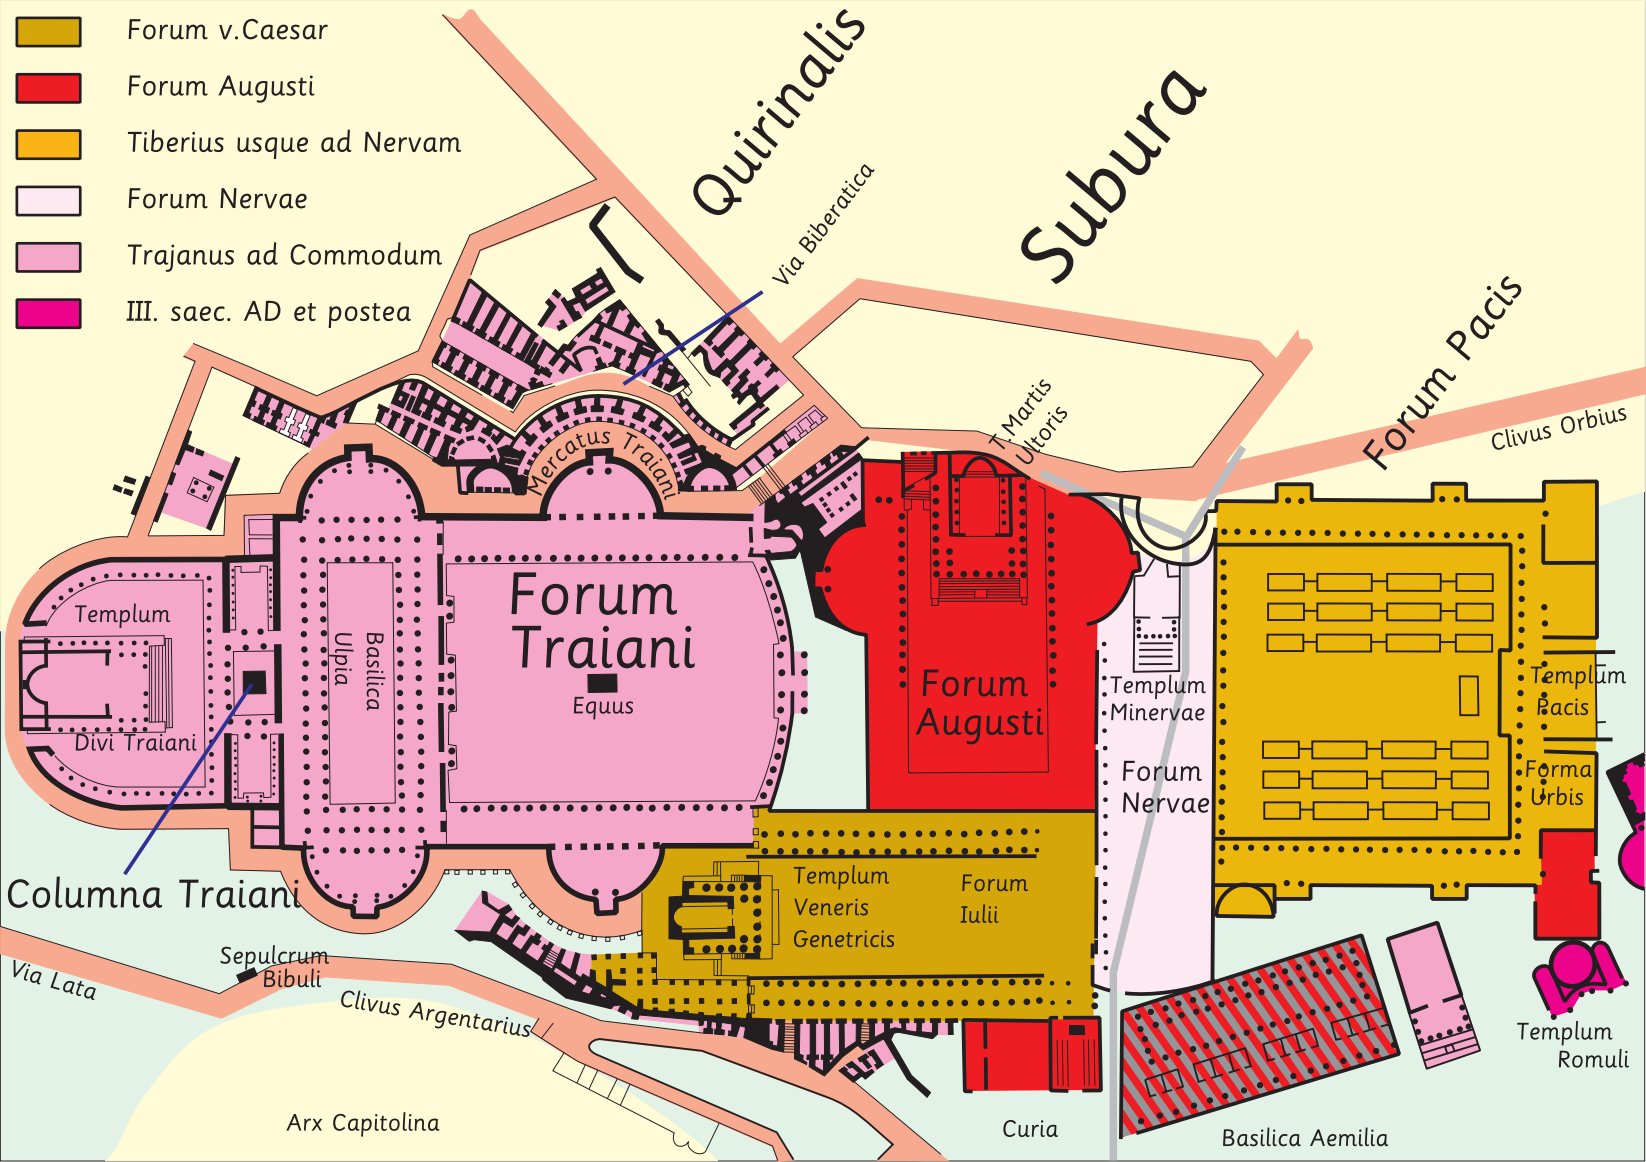 Forum v.Caesar
Forum Augusti
Tiberius usque ad Nervam
Forum Nervae
Trajanus ad Commodum
III. saec. AD et postea
Quirinalis
Subura
Via Biberatica
Forum Pacis
Clivus Orbius
T. Martis
Ultoris
Mercatus Traiani
Templum
Divi Traiani
Basilica
Ulpia
Forum
Traiani
Equus
Forum
Augusti
Templum
Minervae
Forum
Nervae
Templum
Pacis
Forma
Urbis
Columna Traiani
Templum
Veneris
Genetricis
Forum
Iulii
Sepulcrum
Bibuli
Via Lata
Clivus Argentarius
Arx Capitolina
Curia
Basilica Aemilia
Templum
Romuli